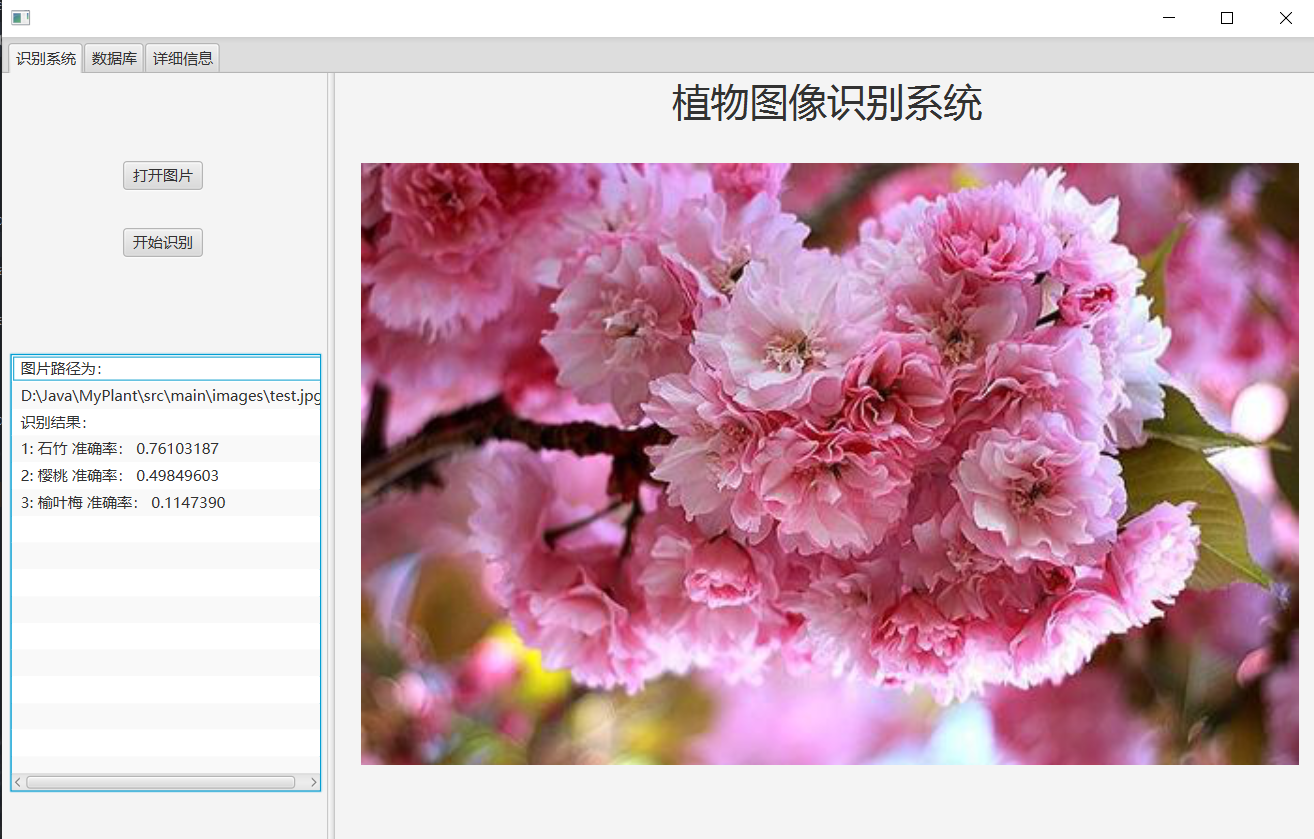 识别系统 数据库 详细信息
植物图像识别系统
打开图片
开始识别
图片路径为：
D:\Java\MyPlant\src\main\images\test.jpg
识别结果：
1: 石竹 准确率： 0.76103187
2: 樱桃 准确率： 0.49849603
3: 榆叶梅 准确率： 0.1147390